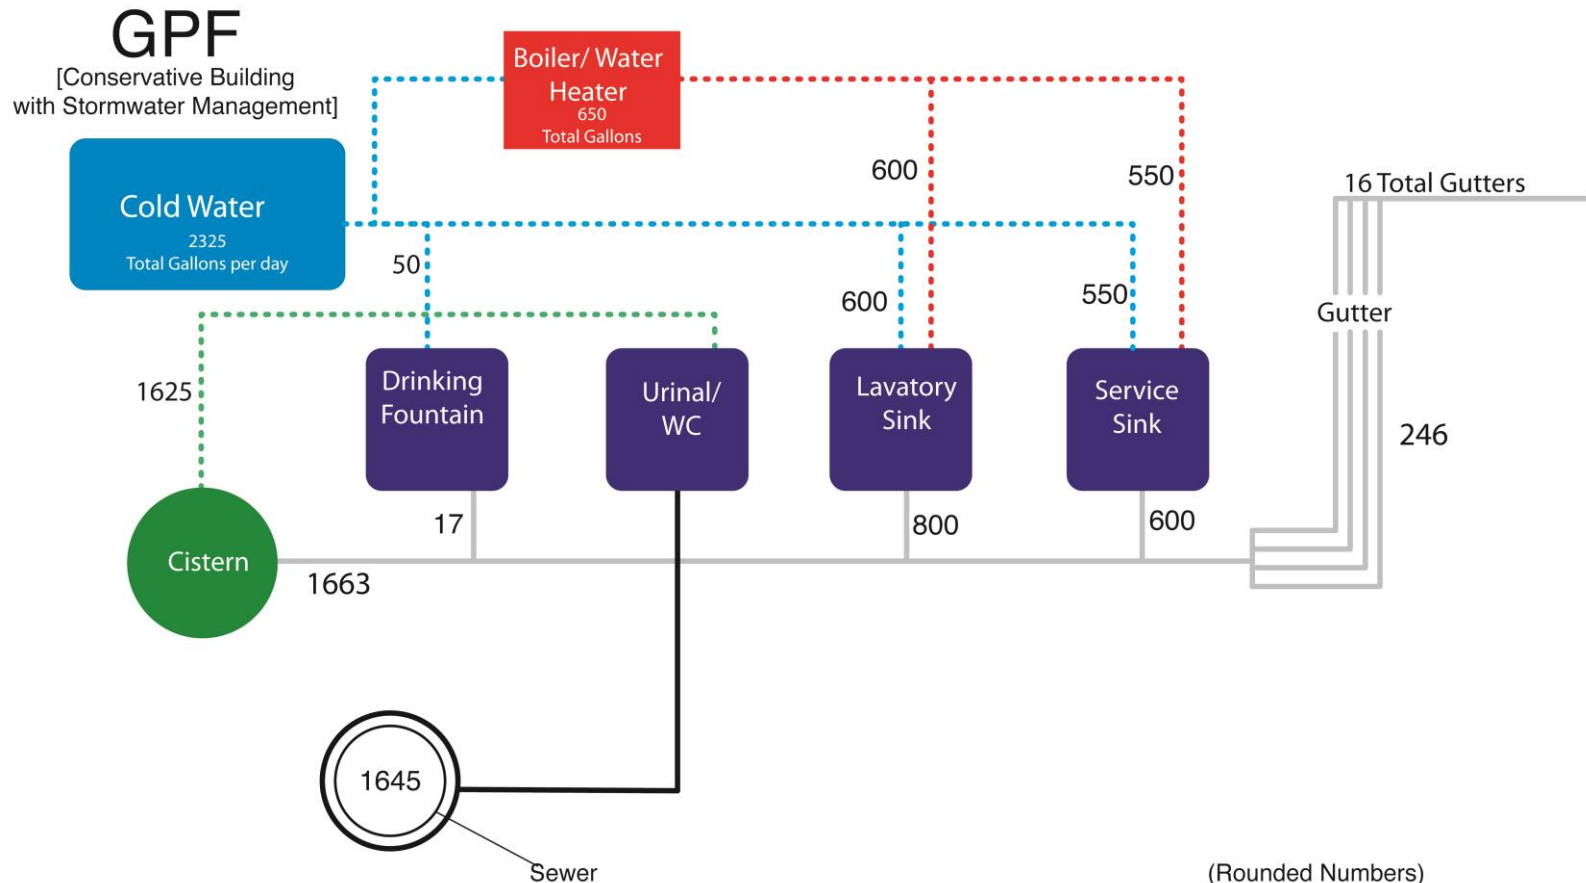 GPF
[Conservative Building
with Stormwater Management]
Boiler/ Water
Heater
650
Total Gallons
Cold Water
2325
Total Gallons per day
600
550
16 Total Gutters
50
600
550
Gutter
1625
Drinking
Fountain
Urinal/
WC
Lavatory
Sink
Service
Sink
246
17
800
600
Cistern
1663
1645
Sewer
(Rounded Numbers)